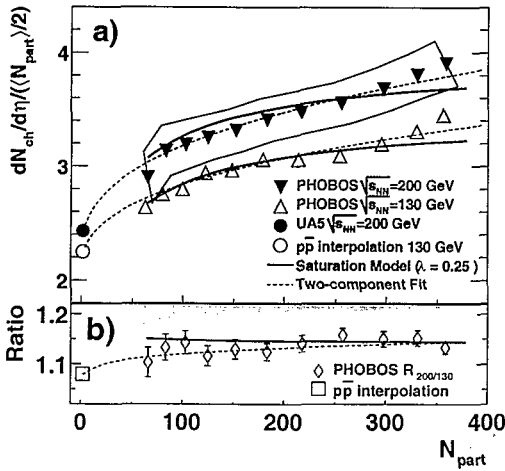 dN_ch/dη/(⟨N_part⟩/2)
4
3
2
a)
▼ PHOBOS √s_NN=200 GeV
△ PHOBOS √s_NN=130 GeV
● UA5 √s_NN=200 GeV
○ pp̅ interpolation 130 GeV
Saturation Model (λ = 0.25)
Two-component Fit
Ratio
1.2
1.1
b)
◊ PHOBOS R_200/130
□ pp̅ interpolation
0 100 200 300 400
N_part